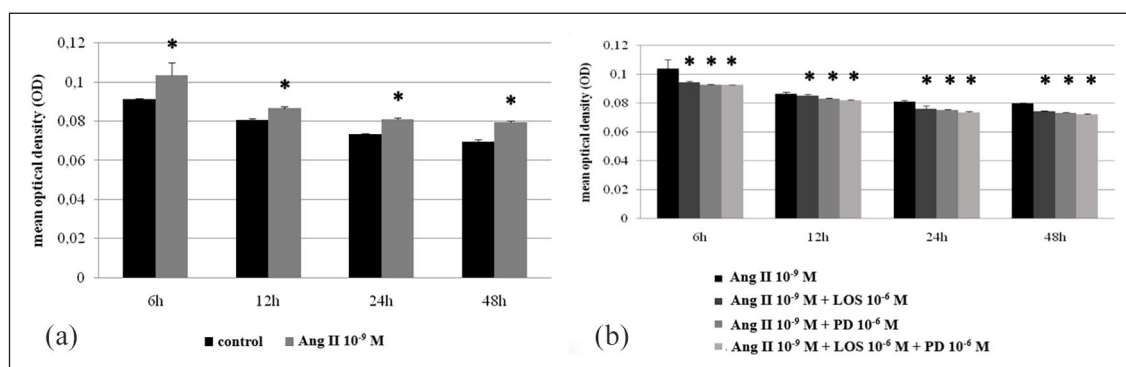 0,12
0,1
0,08
0,06
0,04
0,02
0
mean optical density (OD)
* * * *
6h 12h 24h 48h
(a)
control Ang II 10⁻⁹ M
0,12
0,1
0,08
0,06
0,04
0,02
0
mean optical density (OD)
* * * * * * * * * * * *
6h 12h 24h 48h
Ang II 10⁻⁹ M
Ang II 10⁻⁹ M + LOS 10⁻⁶ M
Ang II 10⁻⁹ M + PD 10⁻⁶ M
Ang II 10⁻⁹ M + LOS 10⁻⁶ M + PD 10⁻⁶ M
(b)